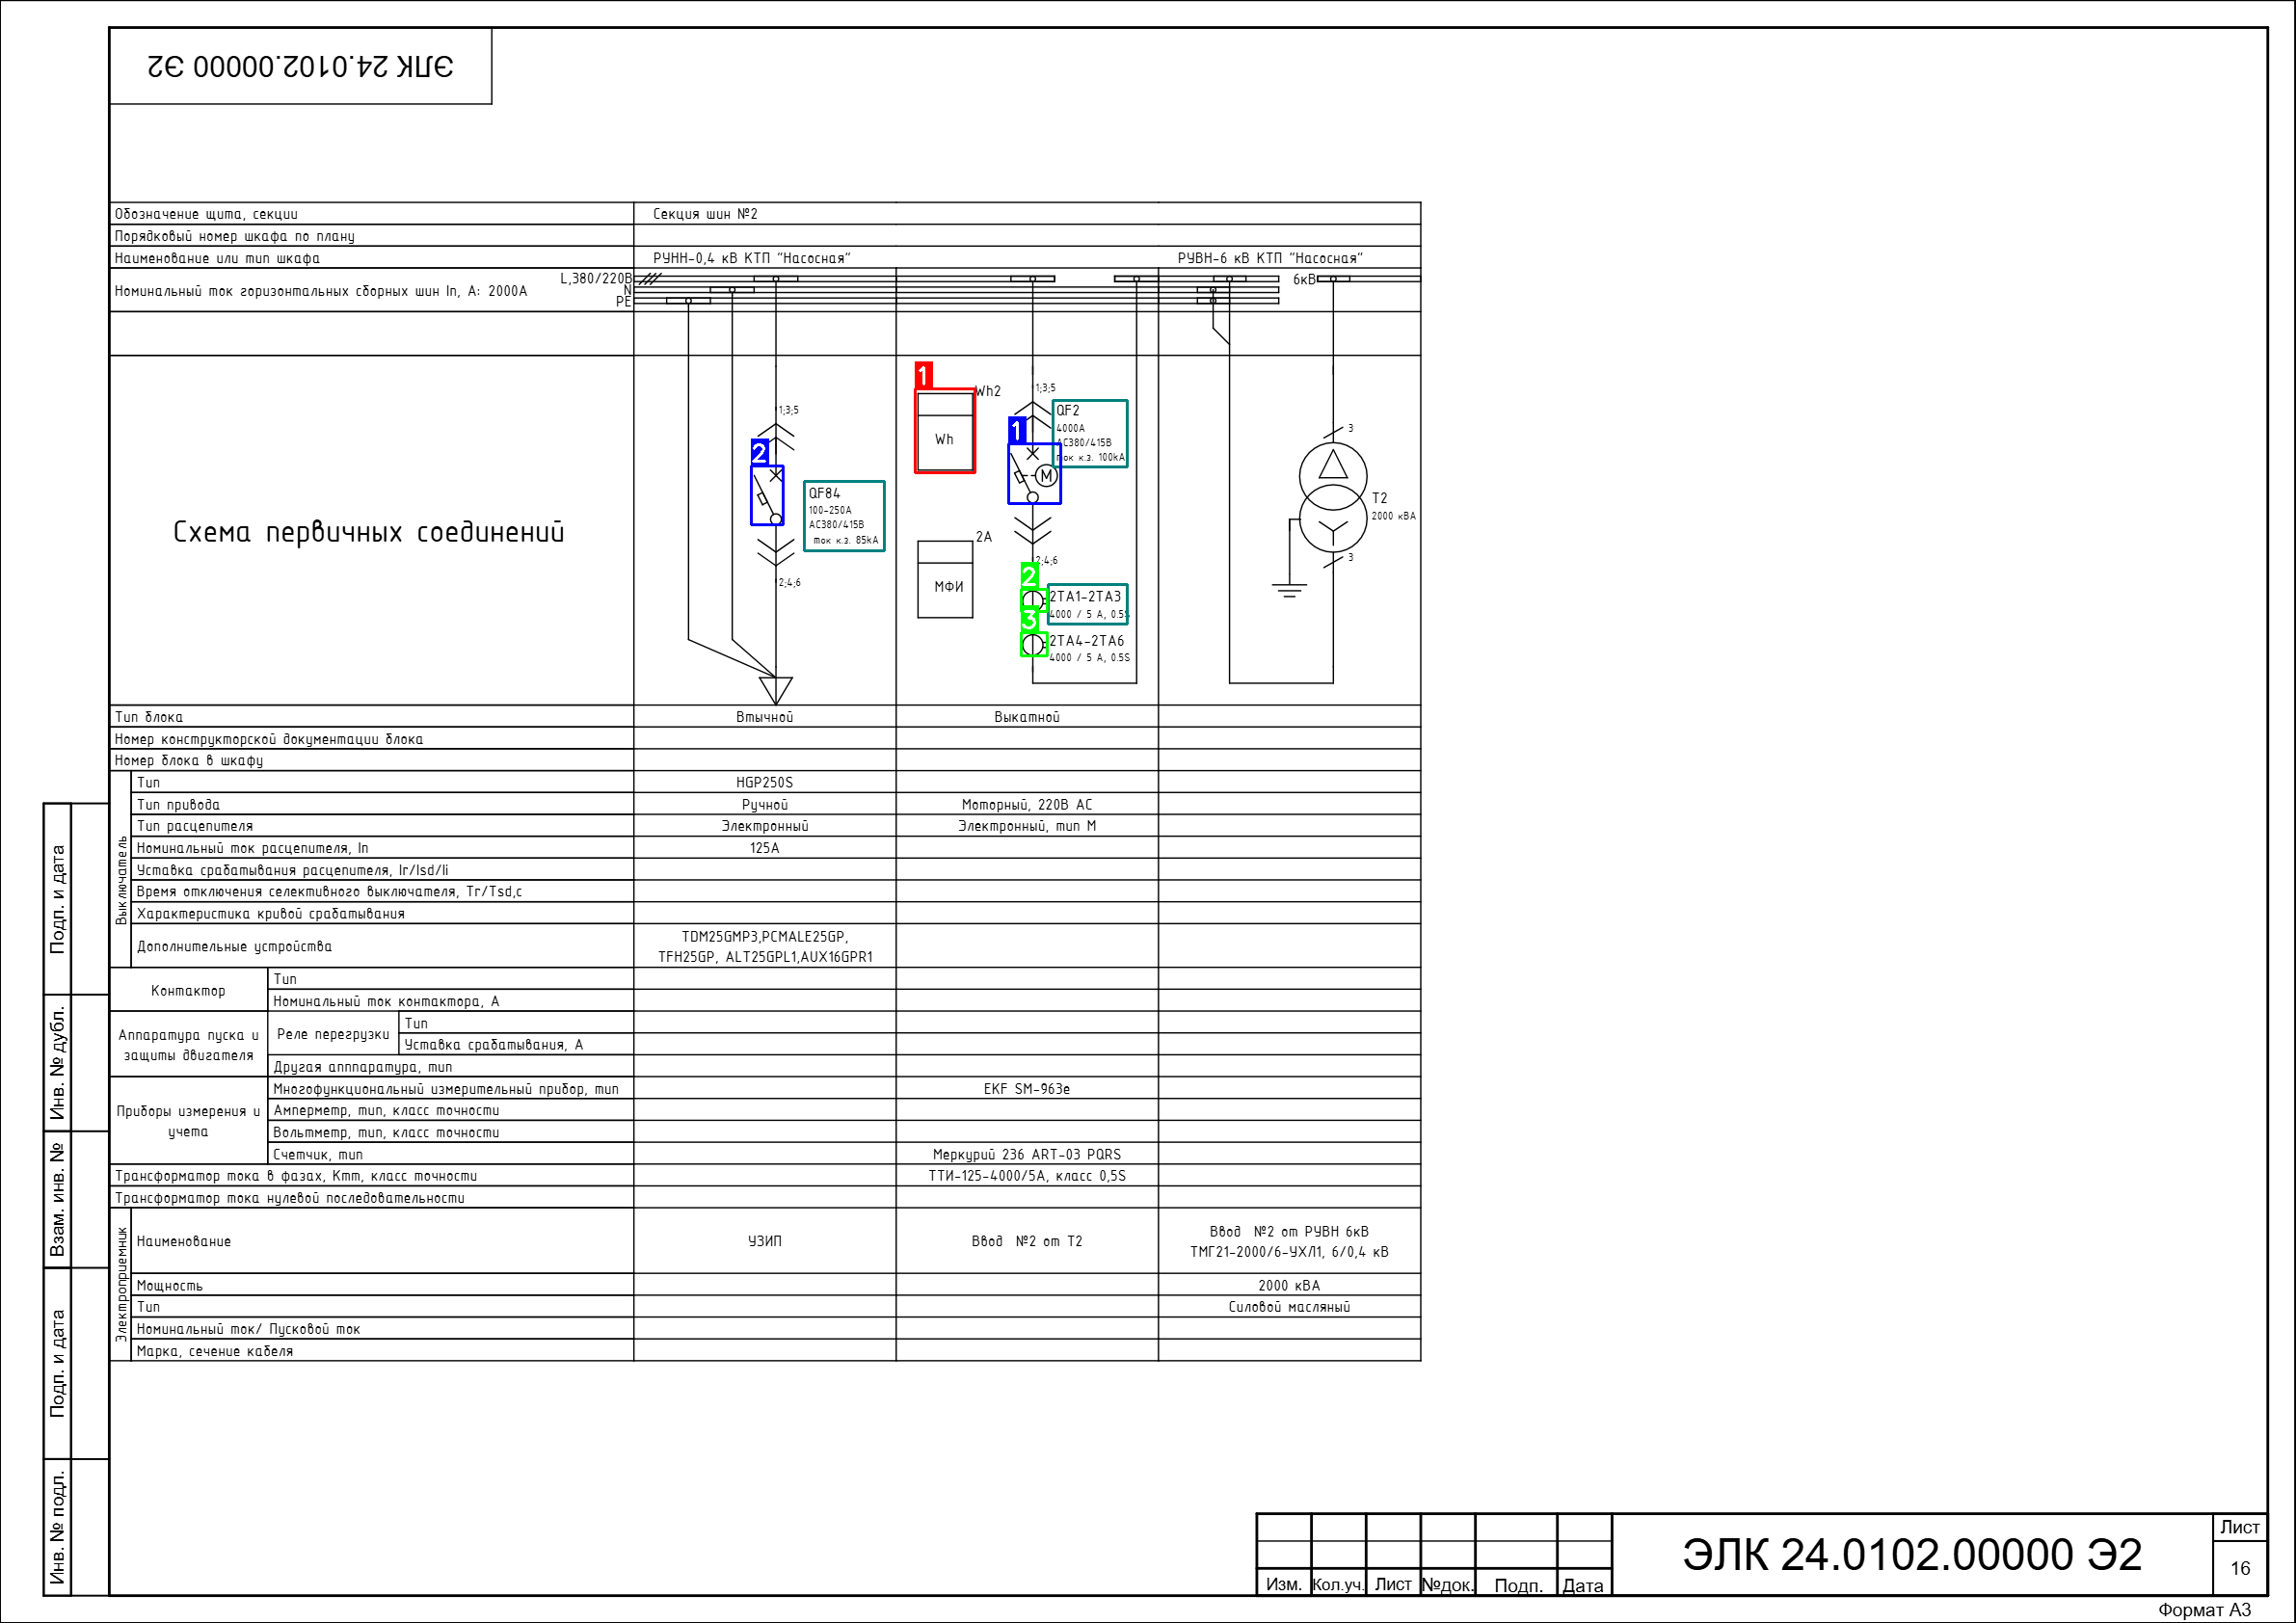 ЭЛК 24.0102.00000 Э2
Обозначение щита, секции
Секция шин №2
Порядковый номер шкафа по плану
Наименование или тип шкафа
РУНН-0,4 кВ КТП "Насосная"
РУВН-6 кВ КТП "Насосная"
Номинальный ток горизонтальных сборных шин In, А: 2000А
L,380/220В
N
PE
6кВ
Схема первичных соединений
1;3;5
2
QF84
100-250А
АС380/415В
ток к.з. 85kA
2;4;6
1
Wh2
Wh
2А
МФИ
1;3;5
1
QF2
4000А
АС380/415В
ток к.з. 100kA
М
2;4;6
2
2ТА1-2ТА3
4000 / 5 А, 0.5S
3
2ТА4-2ТА6
4000 / 5 А, 0.5S
3
Т2
2000 кВА
3
Тип блока
Втычной
Выкатной
Номер конструкторской документации блока
Номер блока в шкафу
Выключатель
Тип
HGP250S
Тип привода
Ручной
Моторный, 220В АС
Тип расцепителя
Электронный
Электронный, тип М
Номинальный ток расцепителя, In
125А
Уставка срабатывания расцепителя, Ir/Isd/Ii
Время отключения селективного выключателя, Tr/Tsd,с
Характеристика кривой срабатывания
Дополнительные устройства
TDM25GMP3,PCMALE25GP,
TFH25GP, ALT25GPL1,AUX16GPR1
Контактор
Тип
Номинальный ток контактора, А
Аппаратура пуска и
защиты двигателя
Реле перегрузки
Тип
Уставка срабатывания, А
Другая апппаратура, тип
Приборы измерения и
учета
Многофункциональный измерительный прибор, тип
EKF SM-963e
Амперметр, тип, класс точности
Вольтметр, тип, класс точности
Счетчик, тип
Меркурий 236 ART-03 PQRS
Трансформатор тока в фазах, Kтт, класс точности
ТТИ-125-4000/5А, класс 0,5S
Трансформатор тока нулевой последовательности
Электроприемник
Наименование
УЗИП
Ввод №2 от Т2
Ввод №2 от РУВН 6кВ
ТМГ21-2000/6-УХЛ1, 6/0,4 кВ
Мощность
2000 кВА
Тип
Силовой масляный
Номинальный ток/ Пусковой ток
Марка, сечение кабеля
Подп. и дата
Инв. № дубл.
Взам. инв. №
Подп. и дата
Инв. № подл.
Изм. Кол.уч. Лист №док. Подп. Дата
ЭЛК 24.0102.00000 Э2
Лист
16
Формат А3